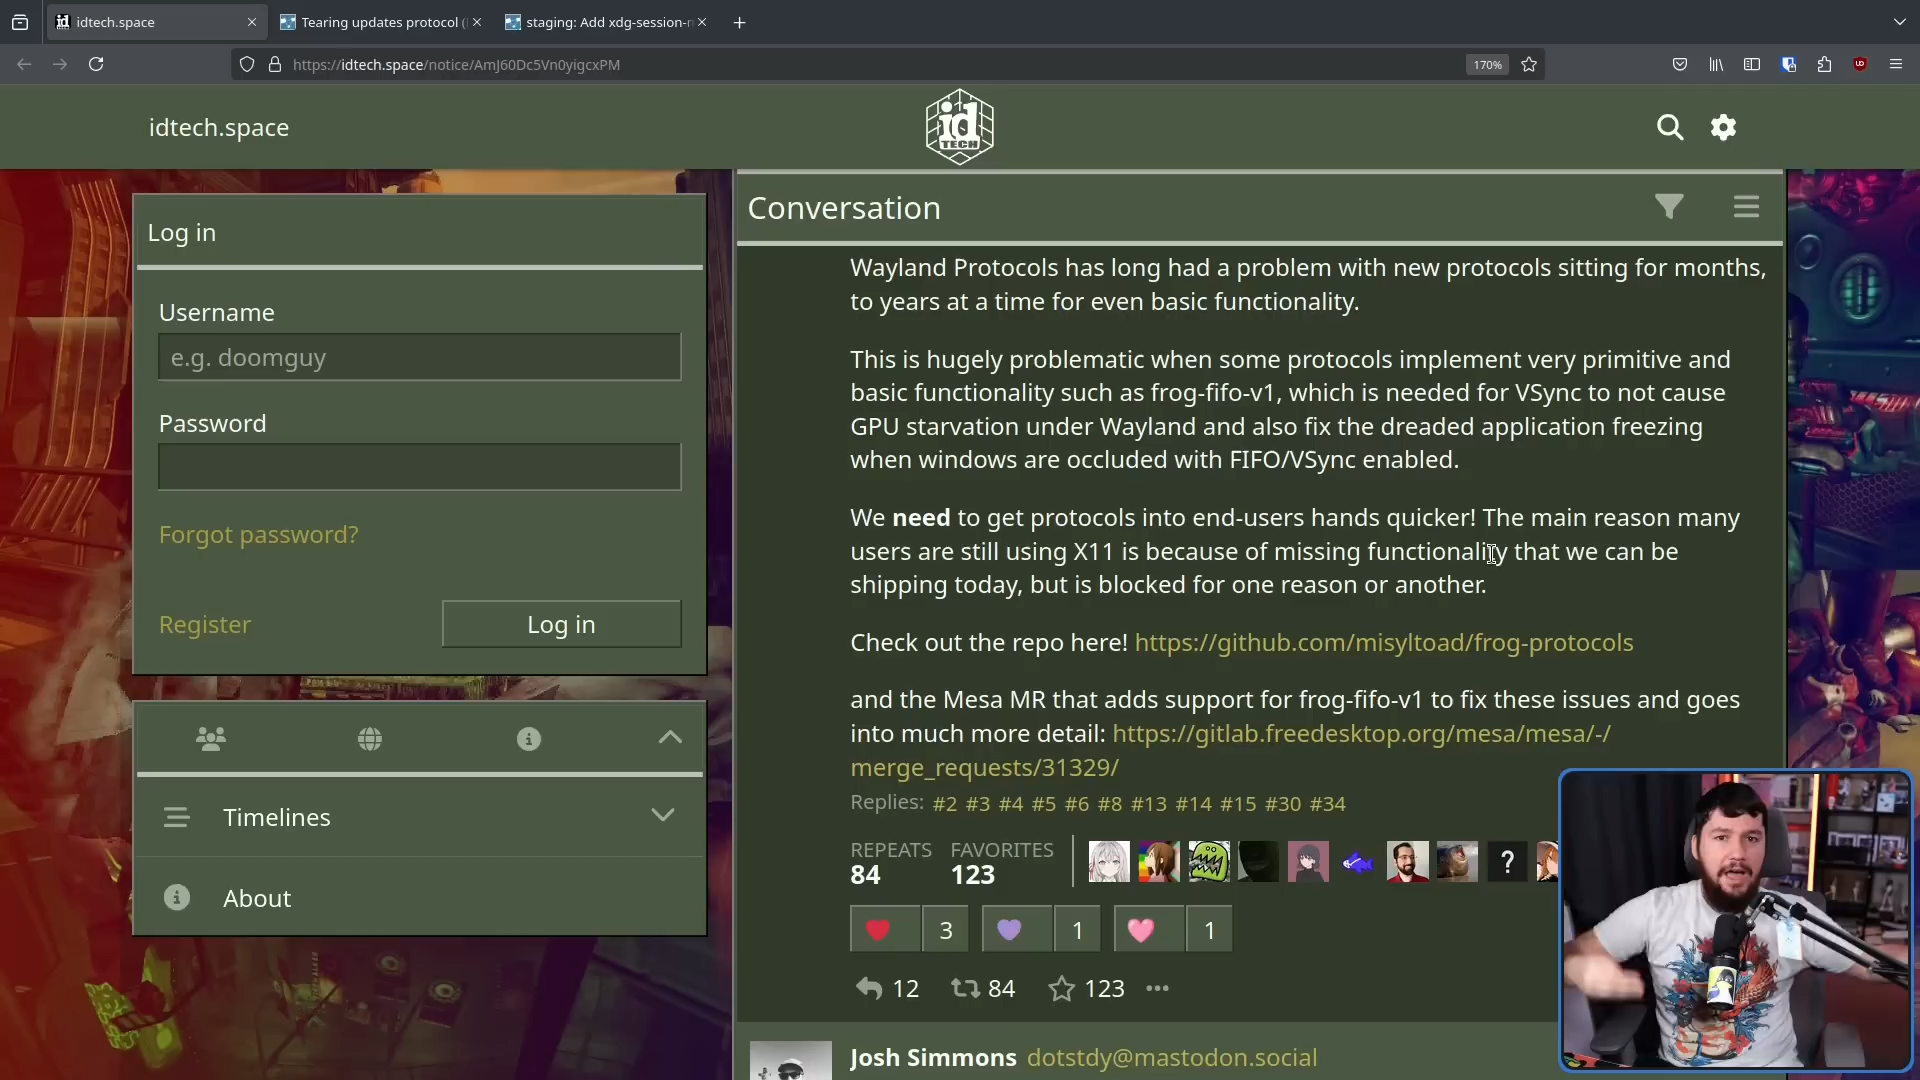 idtech.space
Tearing updates protocol (
staging: Add xdg-session-
https://idtech.space/notice/AmJ60Dc5Vn0yigcxPM
170%
idtech.space
id
TECH
Log in
Username
e.g. doomguy
Password
Forgot password?
Register
Log in
Timelines
About
Conversation
Wayland Protocols has long had a problem with new protocols sitting for months,
to years at a time for even basic functionality.
This is hugely problematic when some protocols implement very primitive and
basic functionality such as frog-fifo-v1, which is needed for VSync to not cause
GPU starvation under Wayland and also fix the dreaded application freezing
when windows are occluded with FIFO/VSync enabled.
We need to get protocols into end-users hands quicker! The main reason many
users are still using X11 is because of missing functionality that we can be
shipping today, but is blocked for one reason or another.
Check out the repo here! https://github.com/misyltoad/frog-protocols
and the Mesa MR that adds support for frog-fifo-v1 to fix these issues and goes
into much more detail: https://gitlab.freedesktop.org/mesa/mesa/-/
merge_requests/31329/
Replies: #2 #3 #4 #5 #6 #8 #13 #14 #15 #30 #34
REPEATS FAVORITES
84 123
?
3 1 1
12 84 123
Josh Simmons dotstdy@mastodon.social